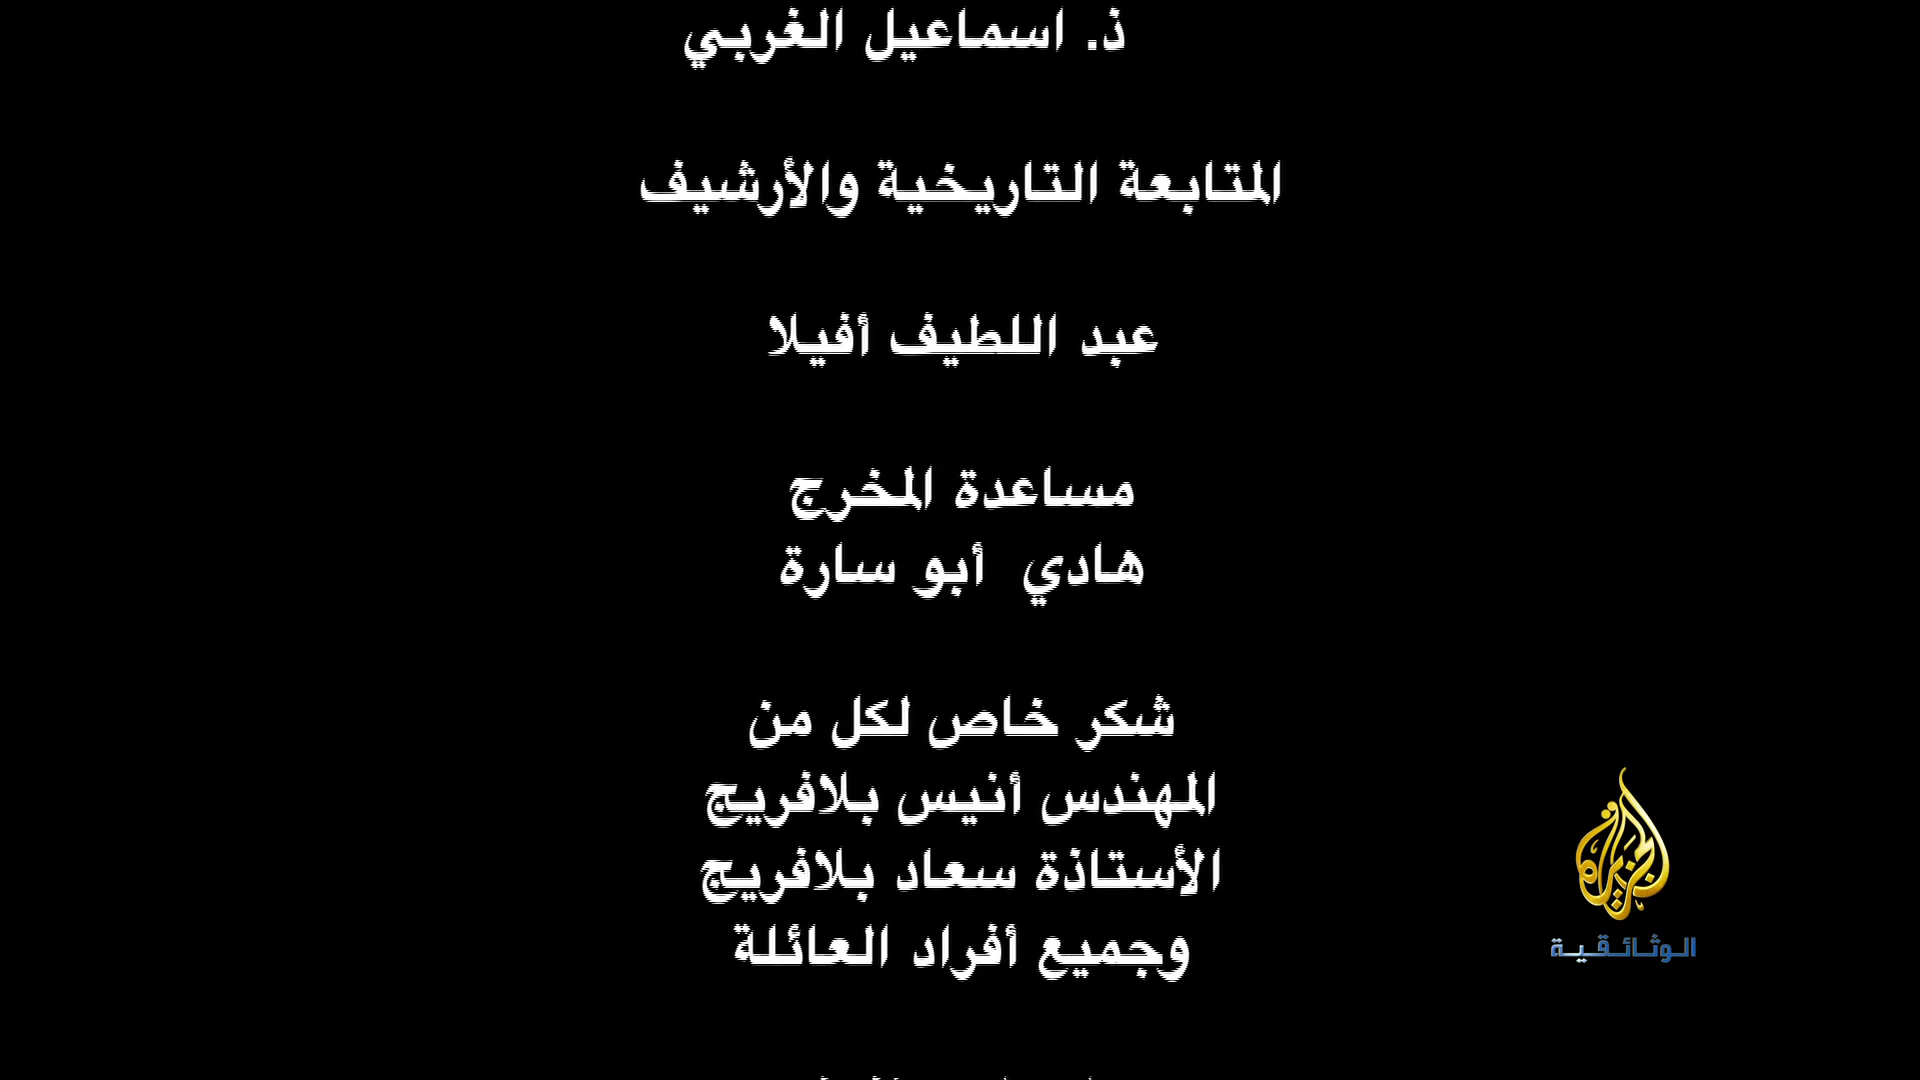 ذ. اسماعيل الغربي
المتابعة التاريخية والأرشيف
عبد اللطيف أفيلا
مساعدة المخرج
هادي أبو سارة
شكر خاص لكل من
المهندس أنيس بلافريج
الأستاذة سعاد بلافريج
وجميع أفراد العائلة
الجزيرة
الوثائقية